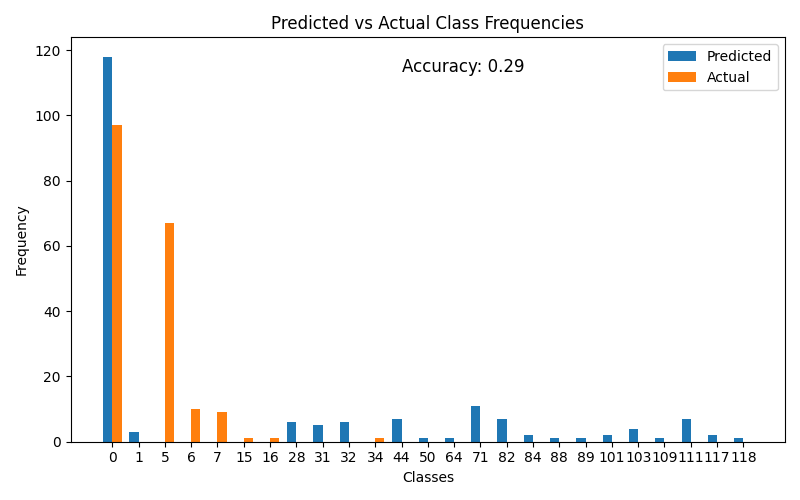 Predicted vs Actual Class Frequencies
120
100
80
60
40
20
0
Frequency
Accuracy: 0.29
Predicted
Actual
0 1 5 6 7 15 16 28 31 32 34 44 50 64 71 82 84 88 89 101 103 109 111 117 118
Classes